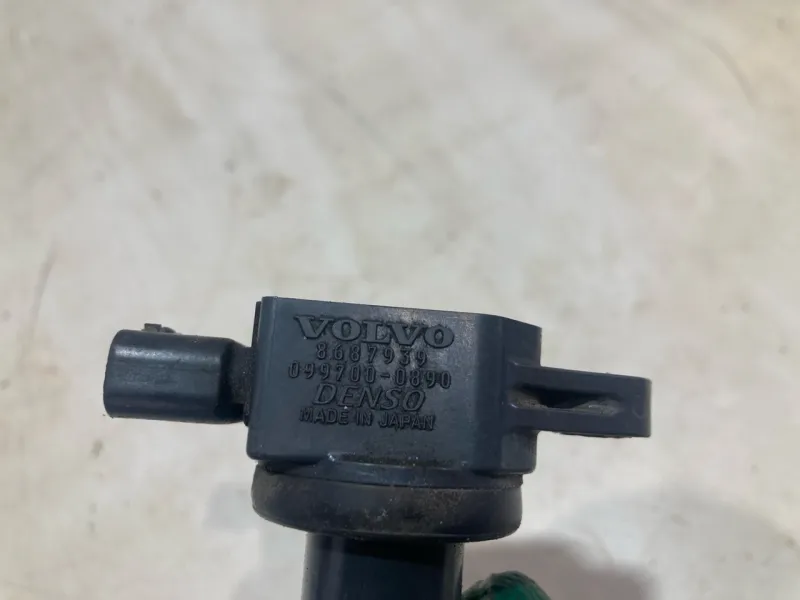 VOLVO
8687939
099700-0890
DENSO
MADE IN JAPAN